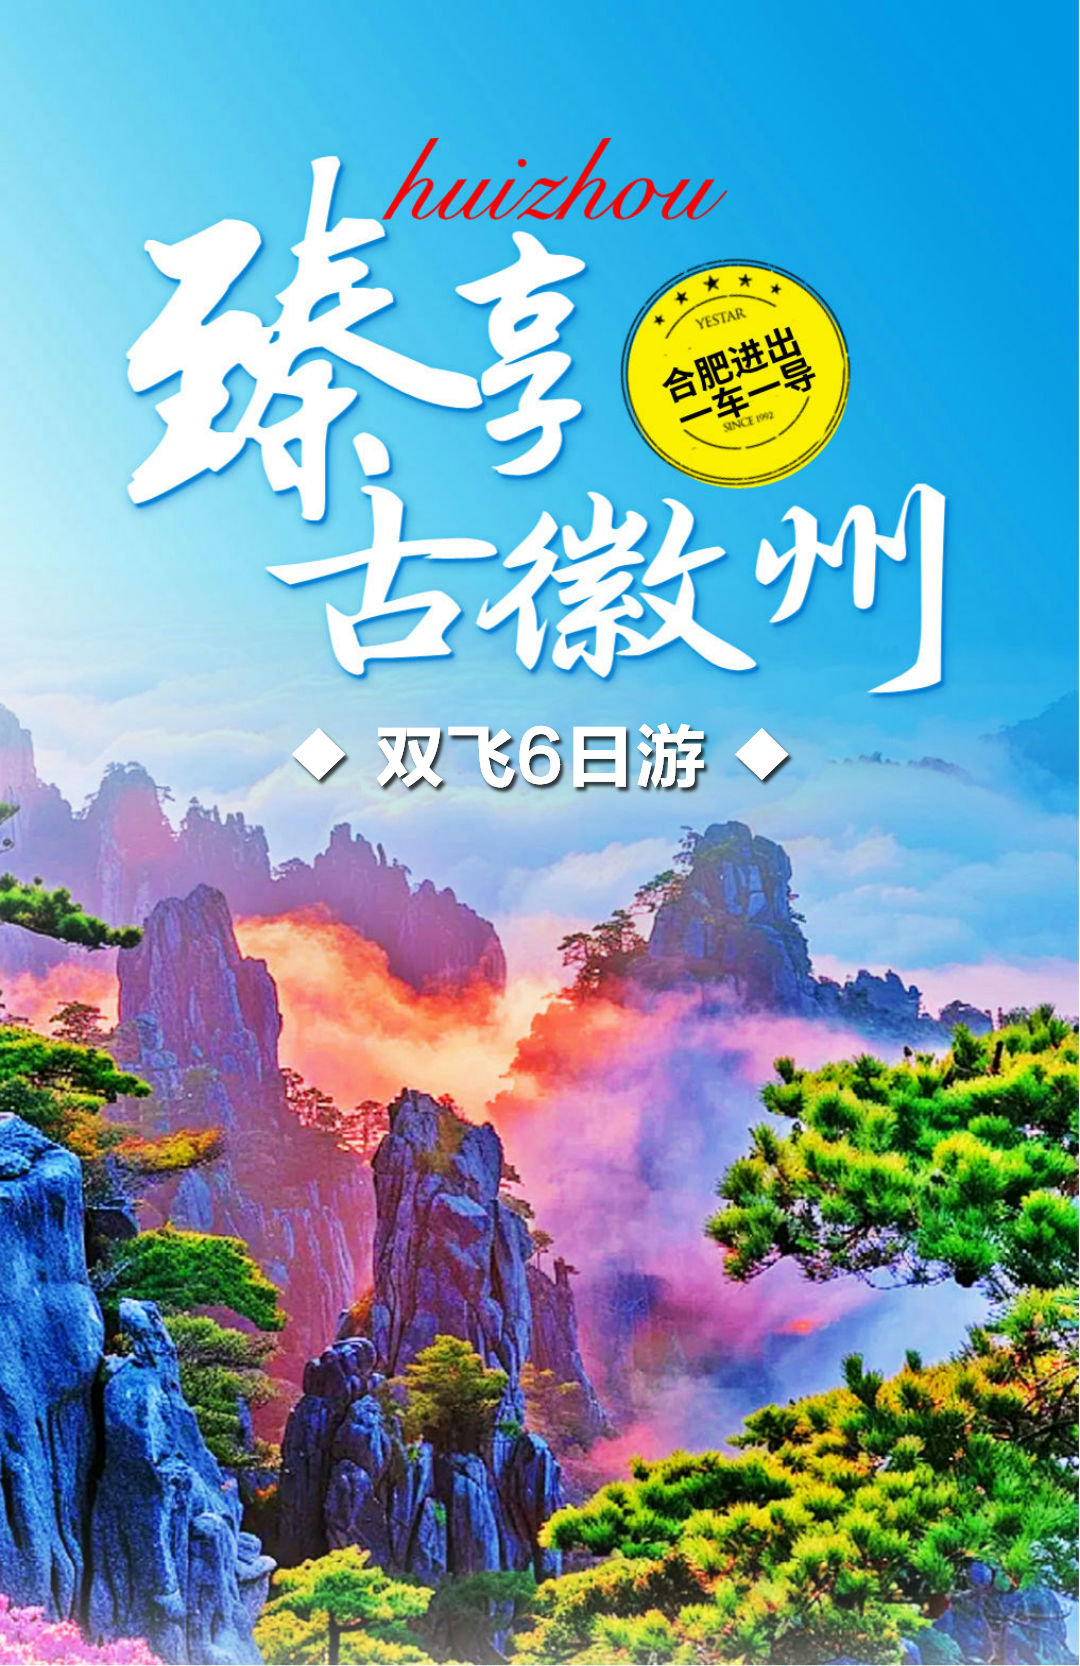 huizhou
臻享
YESTAR
合肥进出
一车一导
SINCE 1992
古徽州
双飞6日游